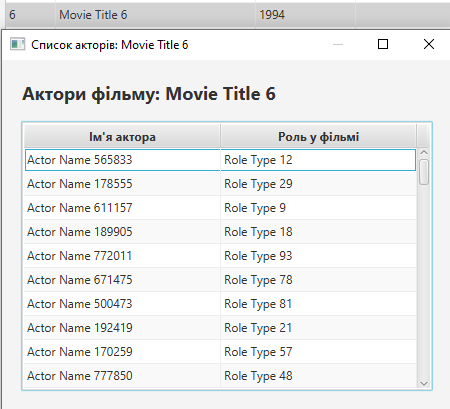 6 Movie Title 6 1994
Список акторів: Movie Title 6
Актори фільму: Movie Title 6
Ім'я актора Роль у фільмі
Actor Name 565833 Role Type 12
Actor Name 178555 Role Type 29
Actor Name 611157 Role Type 9
Actor Name 189905 Role Type 18
Actor Name 772011 Role Type 93
Actor Name 671475 Role Type 78
Actor Name 500473 Role Type 81
Actor Name 192419 Role Type 21
Actor Name 170259 Role Type 57
Actor Name 777850 Role Type 48